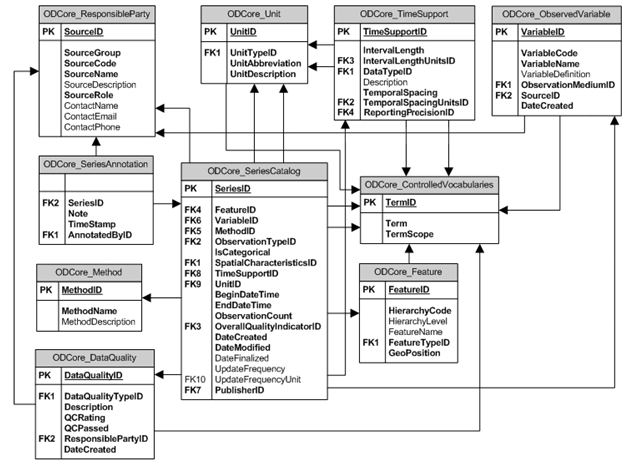 ODCore_ResponsibleParty
PK SourceID
SourceGroup
SourceCode
SourceName
SourceDescription
SourceRole
ContactName
ContactEmail
ContactPhone
ODCore_Unit
PK UnitID
FK1 UnitTypeID
UnitAbbreviation
UnitDescription
ODCore_TimeSupport
PK TimeSupportID
IntervalLength
FK3 IntervalLengthUnitsID
FK1 DataTypeID
Description
TemporalSpacing
FK2 TemporalSpacingUnitsID
FK4 ReportingPrecisionID
ODCore_ObservedVariable
PK VariableID
VariableCode
VariableName
VariableDefinition
FK1 ObservationMediumID
FK2 SourceID
DateCreated
ODCore_SeriesAnnotation
FK2 SeriesID
Note
TimeStamp
FK1 AnnotatedByID
ODCore_SeriesCatalog
PK SeriesID
FK4 FeatureID
FK6 VariableID
FK5 MethodID
FK2 ObservationTypeID
IsCategorical
FK1 SpatialCharacteristicsID
FK8 TimeSupportID
FK9 UnitID
BeginDateTime
EndDateTime
ObservationCount
FK3 OverallQualityIndicatorID
DateCreated
DateModified
DateFinalized
UpdateFrequency
FK10 UpdateFrequencyUnit
FK7 PublisherID
ODCore_ControlledVocabularies
PK TermID
Term
TermScope
ODCore_Method
PK MethodID
MethodName
MethodDescription
ODCore_Feature
PK FeatureID
HierarchyCode
HierarchyLevel
FeatureName
FK1 FeatureTypeID
GeoPosition
ODCore_DataQuality
PK DataQualityID
FK1 DataQualityTypeID
Description
QCRating
QCPassed
FK2 ResponsiblePartyID
DateCreated